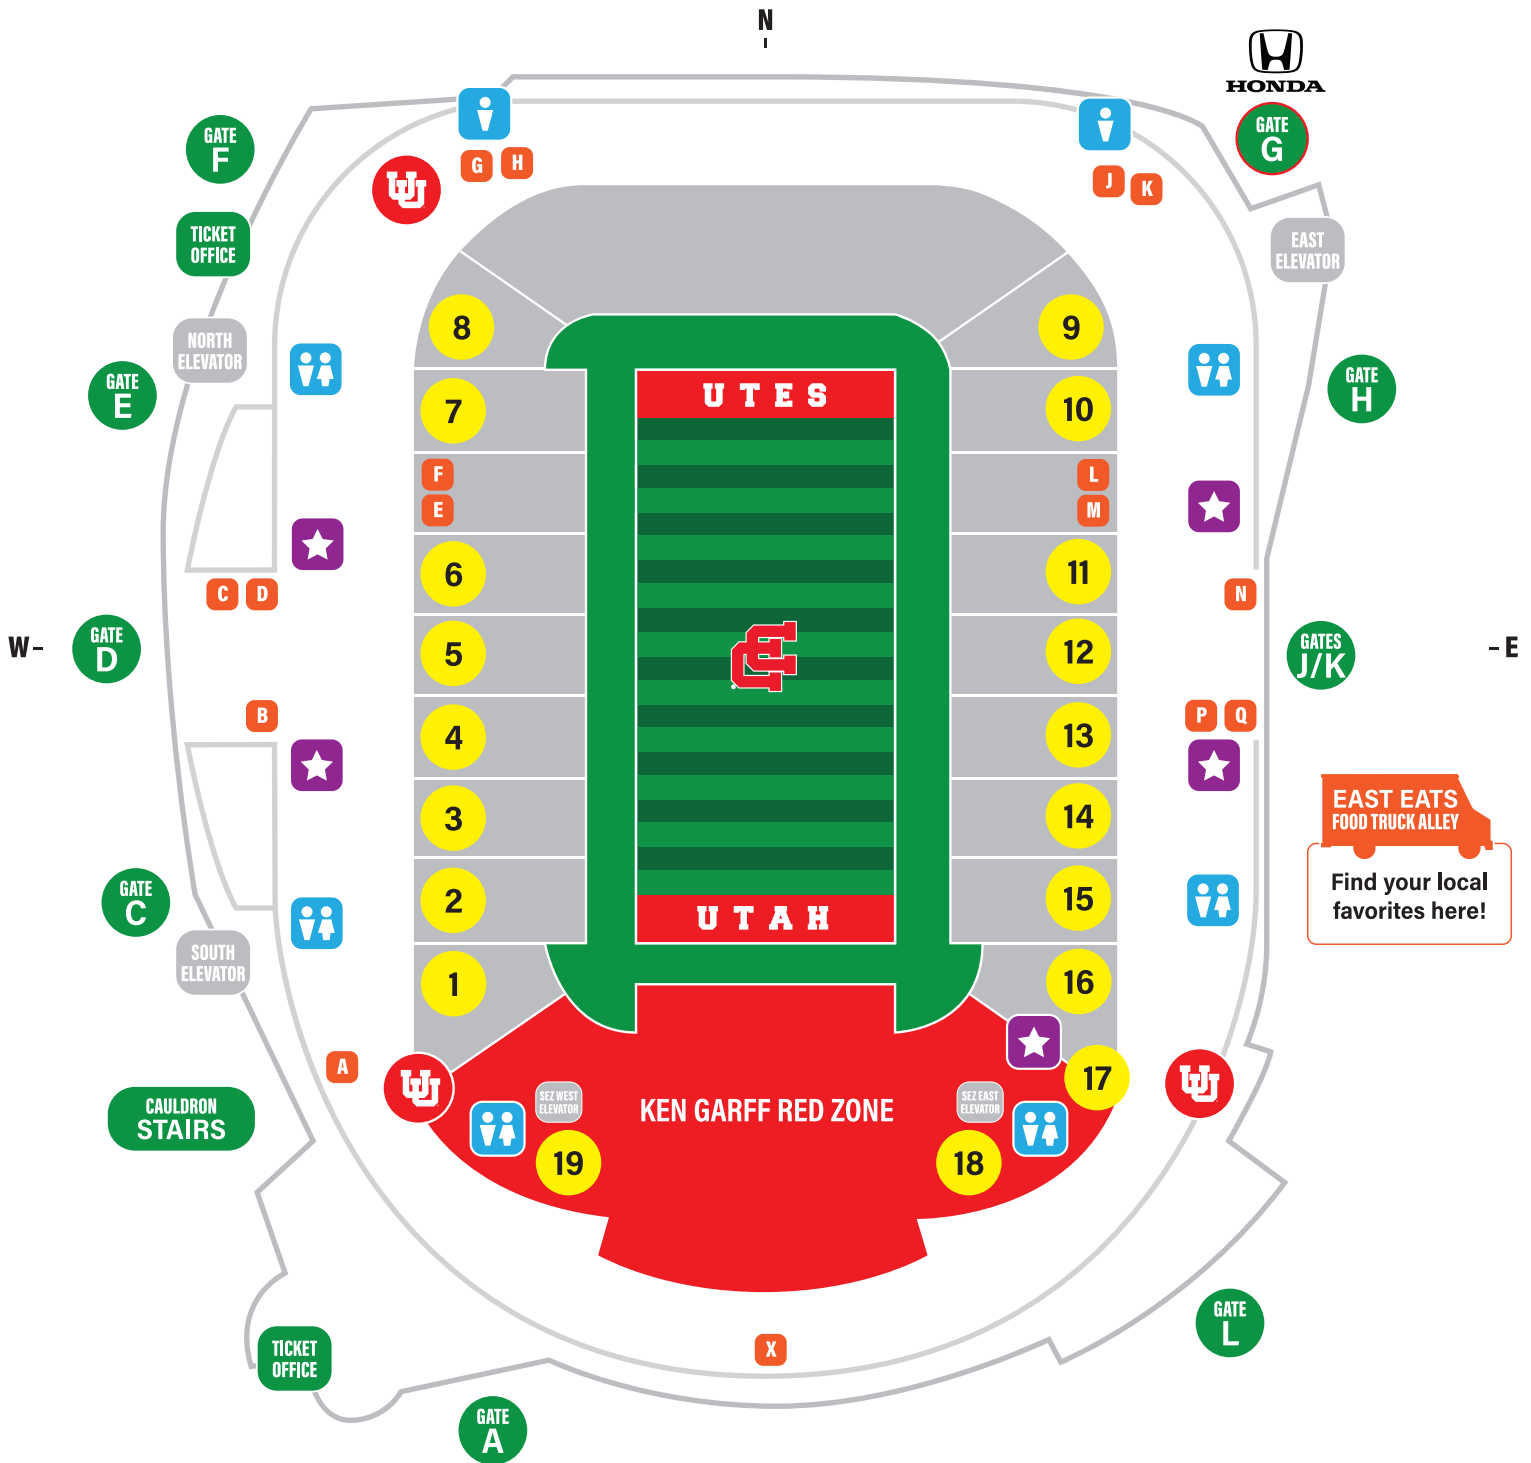 N
HONDA
GATE
F
GATE
G
G
H
J
K
TICKET
OFFICE
EAST
ELEVATOR
NORTH
ELEVATOR
8
9
GATE
E
GATE
H
UTES
7
10
F
L
E
M
6
11
C
D
N
W
GATE
D
5
12
GATES
J/K
E
B
P
Q
4
13
3
14
EAST EATS
FOOD TRUCK ALLEY
Find your local
favorites here!
GATE
C
2
15
UTAH
SOUTH
ELEVATOR
1
16
A
17
CAULDRON
STAIRS
SEZ WEST
ELEVATOR
KEN GARFF RED ZONE
SEZ EAST
ELEVATOR
19
18
GATE
L
X
TICKET
OFFICE
GATE
A